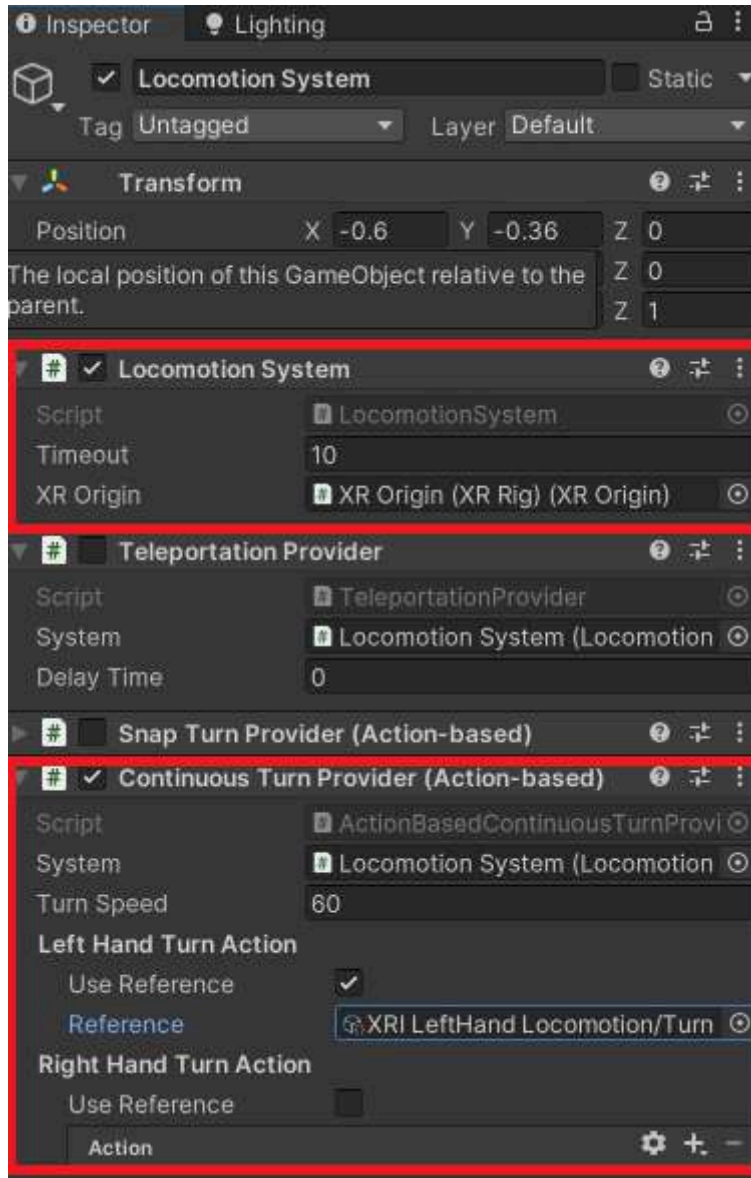 Inspector Lighting
Locomotion System Static
Tag Untagged Layer Default
Transform
Position X -0.6 Y -0.36 Z 0
The local position of this GameObject relative to the Z 0
parent. Z 1
# Locomotion System
Script # LocomotionSystem
Timeout 10
XR Origin # XR Origin (XR Rig) (XR Origin)
# Teleportation Provider
Script # TeleportationProvider
System # Locomotion System (Locomotion
Delay Time 0
# Snap Turn Provider (Action-based)
# Continuous Turn Provider (Action-based)
Script # ActionBasedContinuousTurnProvi
System # Locomotion System (Locomotion
Turn Speed 60
Left Hand Turn Action
Use Reference
Reference XRI LeftHand Locomotion/Turn
Right Hand Turn Action
Use Reference
Action